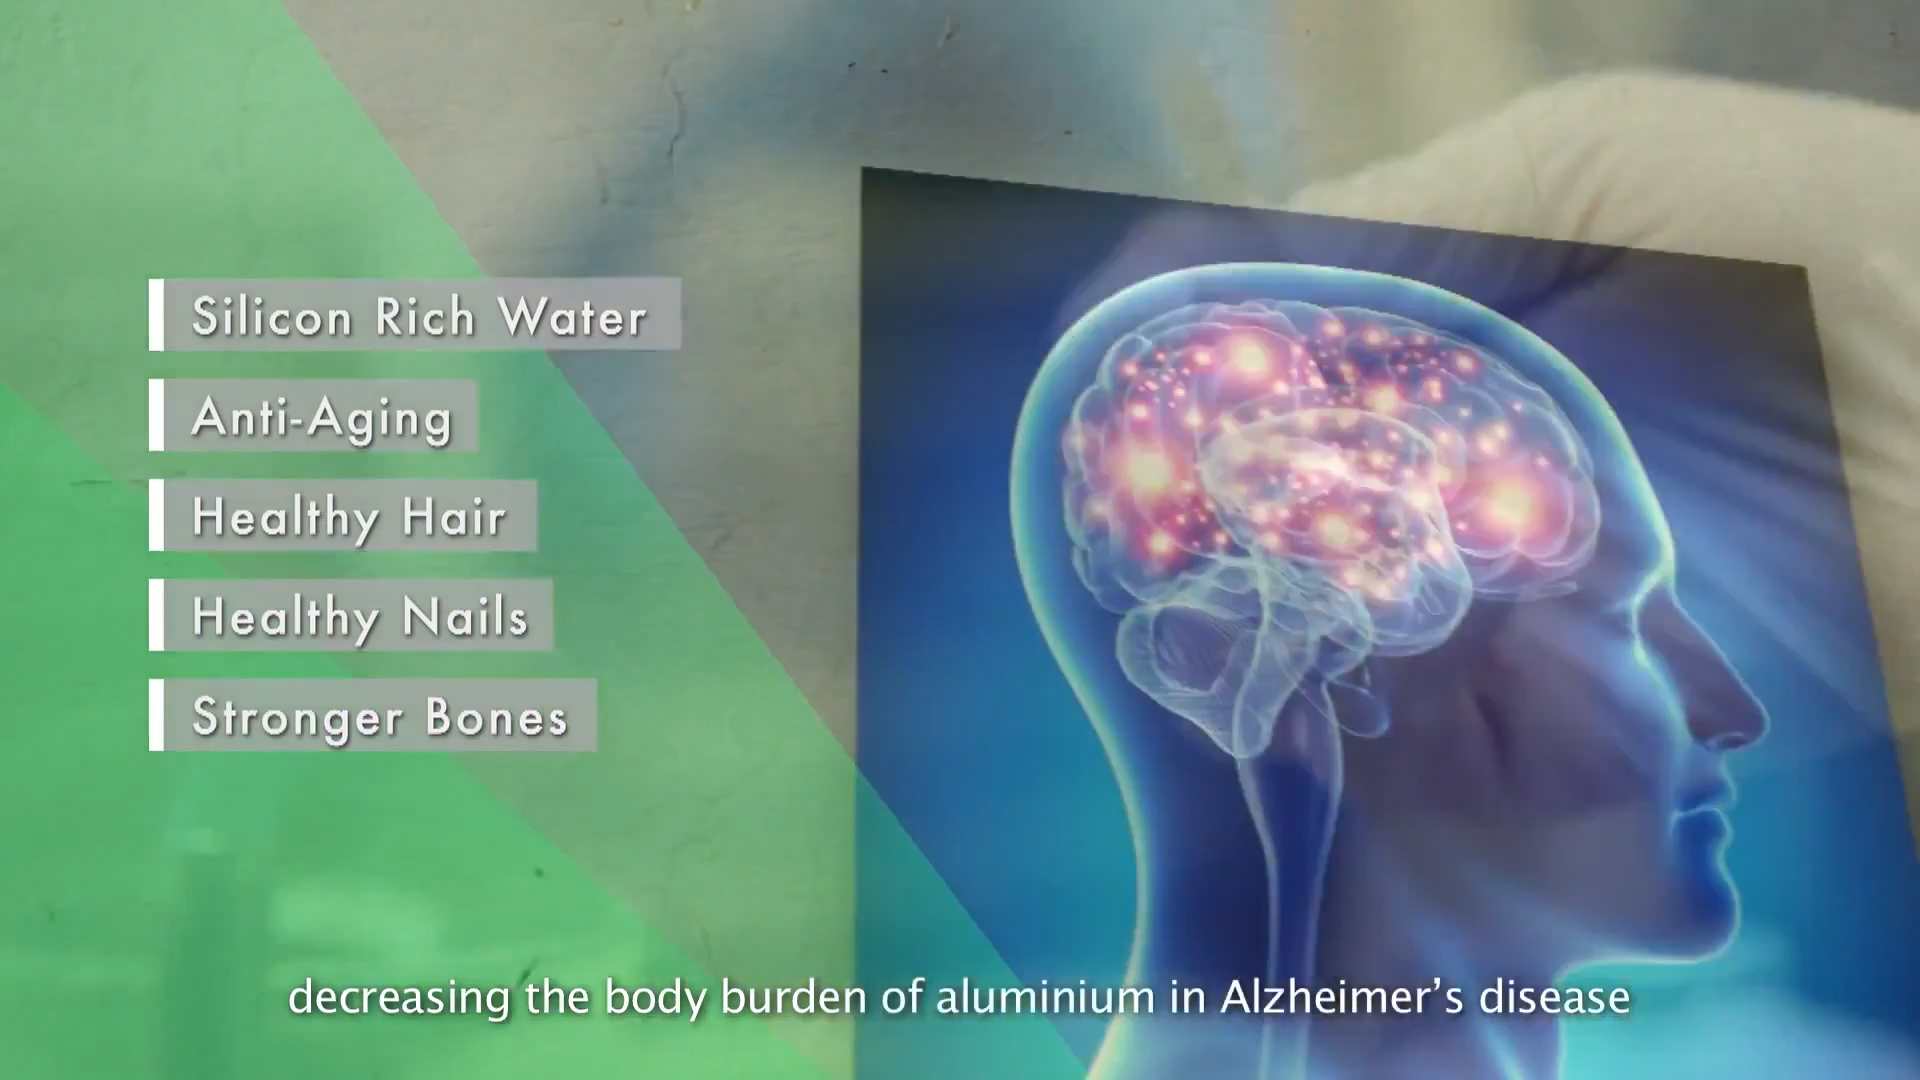 Silicon Rich Water
Anti-Aging
Healthy Hair
Healthy Nails
Stronger Bones
decreasing the body burden of aluminium in Alzheimer’s disease